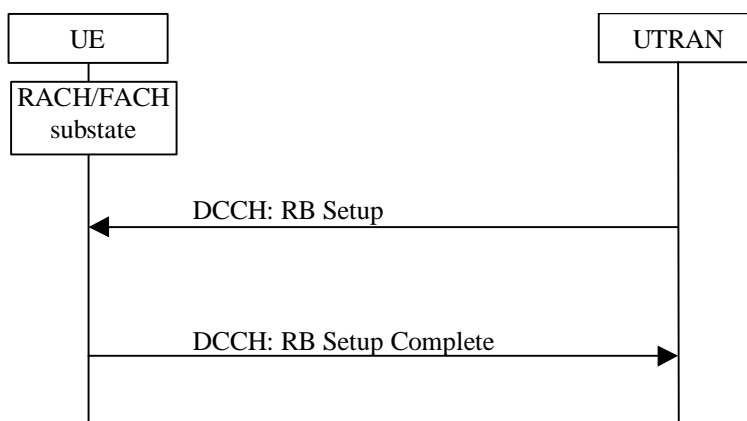 UE
UTRAN
RACH/FACH
substate
DCCH: RB Setup
DCCH: RB Setup Complete